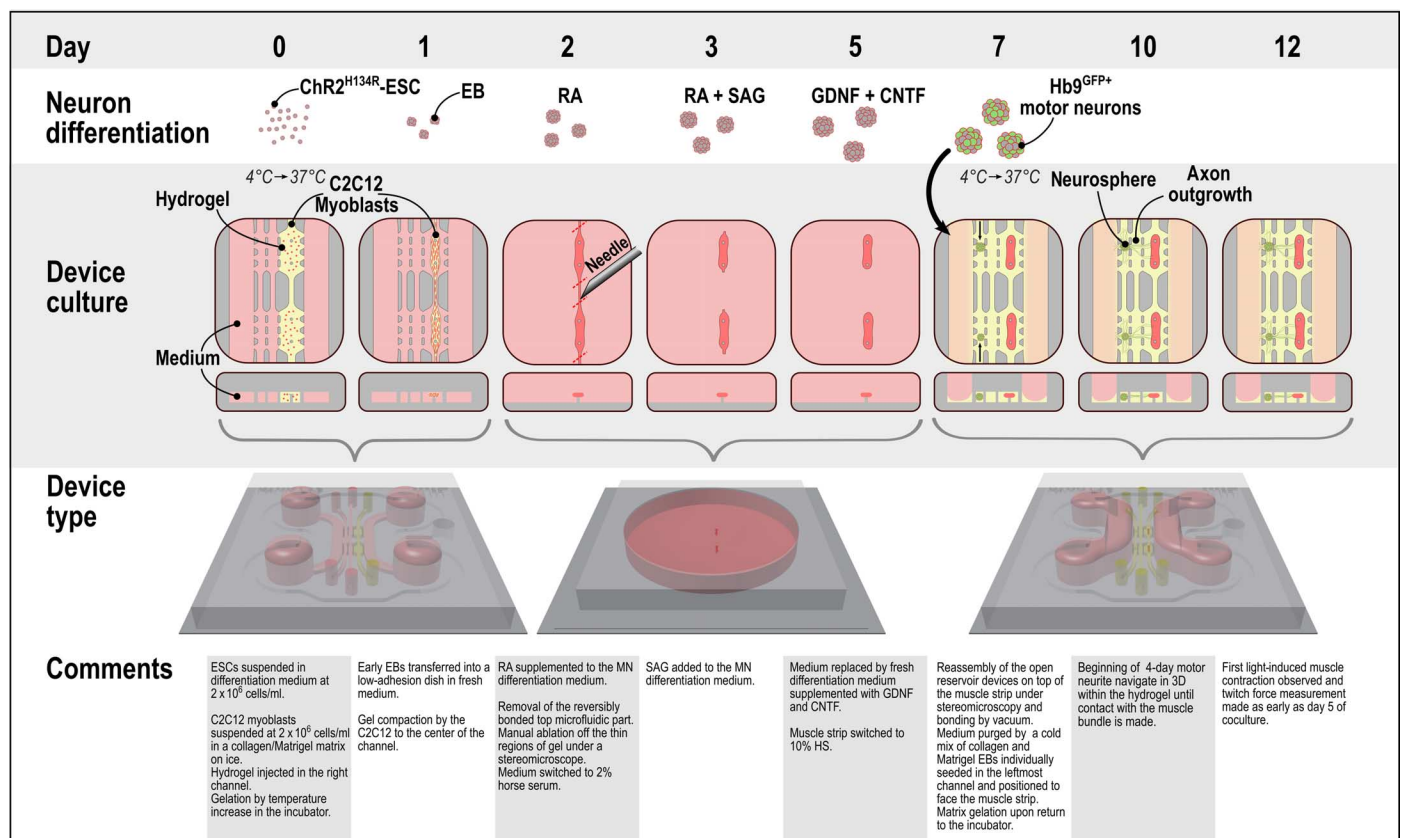 Day 0 1 2 3 5 7 10 12
Neuron
differentiation
ChR2H134R-ESC
EB
RA
RA + SAG
GDNF + CNTF
Hb9GFP+
motor neurons
Device
culture
4°C→37°C
C2C12
Myoblasts
Hydrogel
Medium
Needle
4°C→37°C
Neurosphere
Axon
outgrowth
Device
type
Comments
ESCs suspended in
differentiation medium at
2 x 10⁶ cells/ml.
C2C12 myoblasts
suspended at 2 x 10⁶ cells/ml
in a collagen/Matrigel matrix
on ice.
Hydrogel injected in the right
channel.
Gelation by temperature
increase in the incubator.
Early EBs transferred into a
low-adhesion dish in fresh
medium.
Gel compaction by the
C2C12 to the center of the
channel.
RA supplemented to the MN
differentiation medium.
Removal of the reversibly
bonded top microfluidic part.
Manual ablation off the thin
regions of gel under a
stereomicroscope.
Medium switched to 2%
horse serum.
SAG added to the MN
differentiation medium.
Medium replaced by fresh
differentiation medium
supplemented with GDNF
and CNTF.
Muscle strip switched to
10% HS.
Reassembly of the open
reservoir devices on top of
the muscle strip under
stereomicroscopy and
bonding by vacuum.
Medium purged by a cold
mix of collagen and
Matrigel EBs individually
seeded in the leftmost
channel and positioned to
face the muscle strip.
Matrix gelation upon return
to the incubator.
Beginning of 4-day motor
neurite navigate in 3D
within the hydrogel until
contact with the muscle
bundle is made.
First light-induced muscle
contraction observed and
twitch force measurement
made as early as day 5 of
coculture.